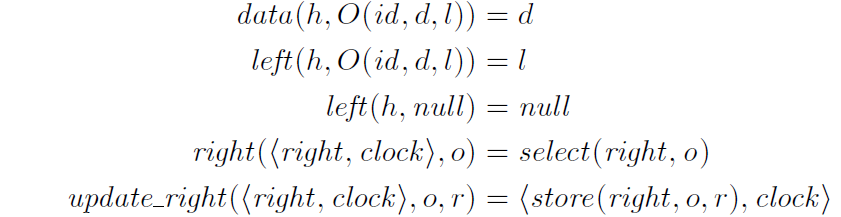 data(h, O(id, d, l)) = d
left(h, O(id, d, l)) = l
left(h, null) = null
right(⟨right, clock⟩, o) = select(right, o)
update_right(⟨right, clock⟩, o, r) = ⟨store(right, o, r), clock⟩